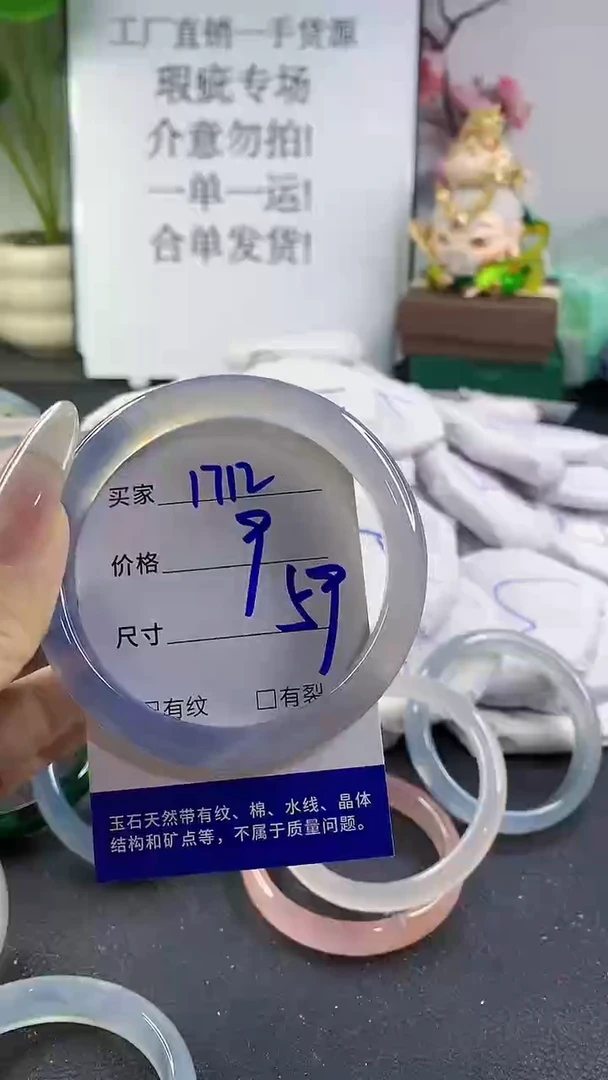 工厂直销一手货源
瑕疵专场
介意勿拍!
一单一运!
合单发货!
买家 1712
价格 9
尺寸 59
□有纹 □有裂
玉石天然带有纹、棉、水线、晶体
结构和矿点等，不属于质量问题。